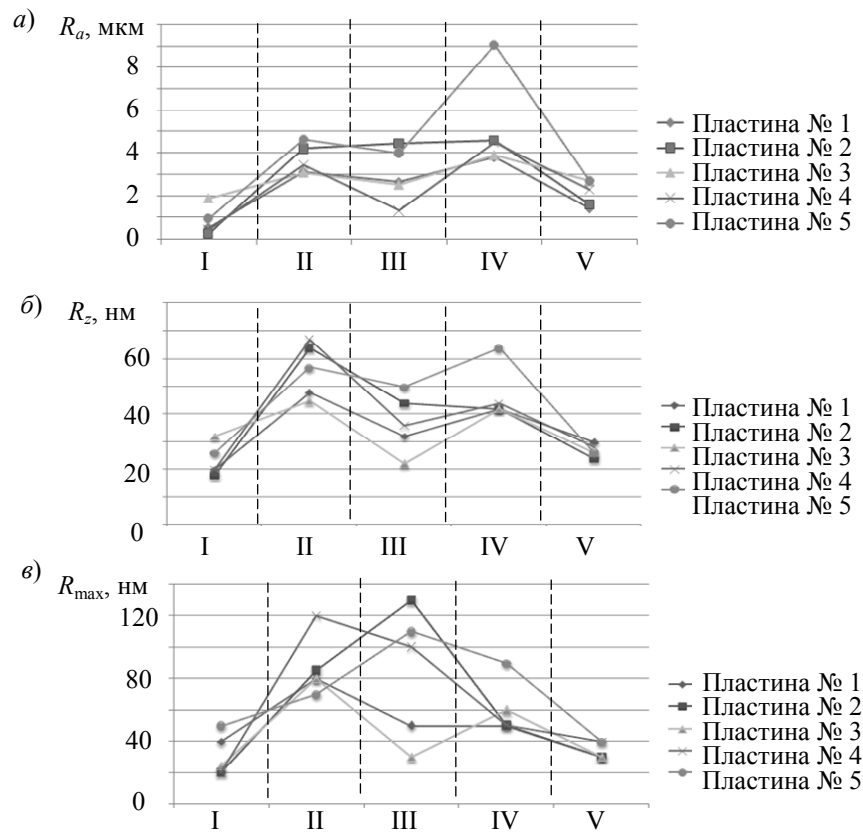 а) Rₐ, мкм
8
6
4
2
0
I II III IV V
Пластина № 1
Пластина № 2
Пластина № 3
Пластина № 4
Пластина № 5
б) R_z, нм
60
40
20
0
I II III IV V
Пластина № 1
Пластина № 2
Пластина № 3
Пластина № 4
Пластина № 5
в) R_max, нм
120
80
40
0
I II III IV V
Пластина № 1
Пластина № 2
Пластина № 3
Пластина № 4
Пластина № 5